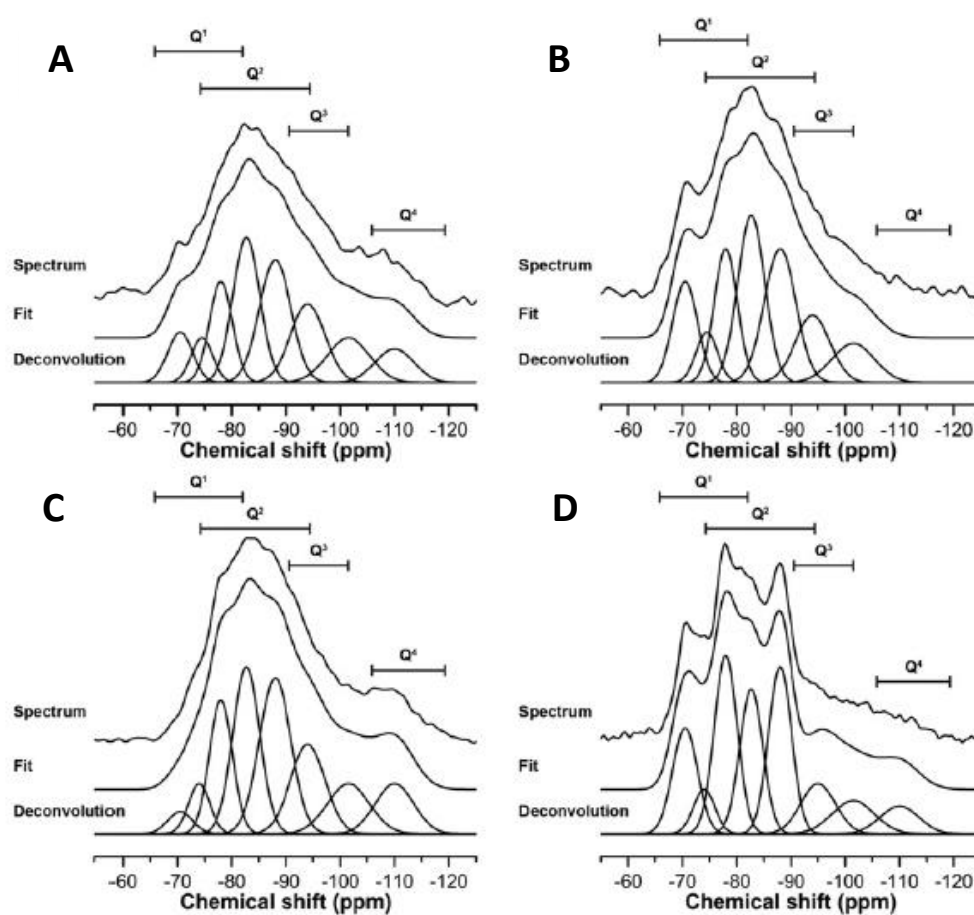 A
Q¹
Q²
Q³
Q⁴
Spectrum
Fit
Deconvolution
-60 -70 -80 -90 -100 -110 -120
Chemical shift (ppm)
B
Q¹
Q²
Q³
Q⁴
Spectrum
Fit
Deconvolution
-60 -70 -80 -90 -100 -110 -120
Chemical shift (ppm)
C
Q¹
Q²
Q³
Q⁴
Spectrum
Fit
Deconvolution
-60 -70 -80 -90 -100 -110 -120
Chemical shift (ppm)
D
Q¹
Q²
Q³
Q⁴
Spectrum
Fit
Deconvolution
-60 -70 -80 -90 -100 -110 -120
Chemical shift (ppm)